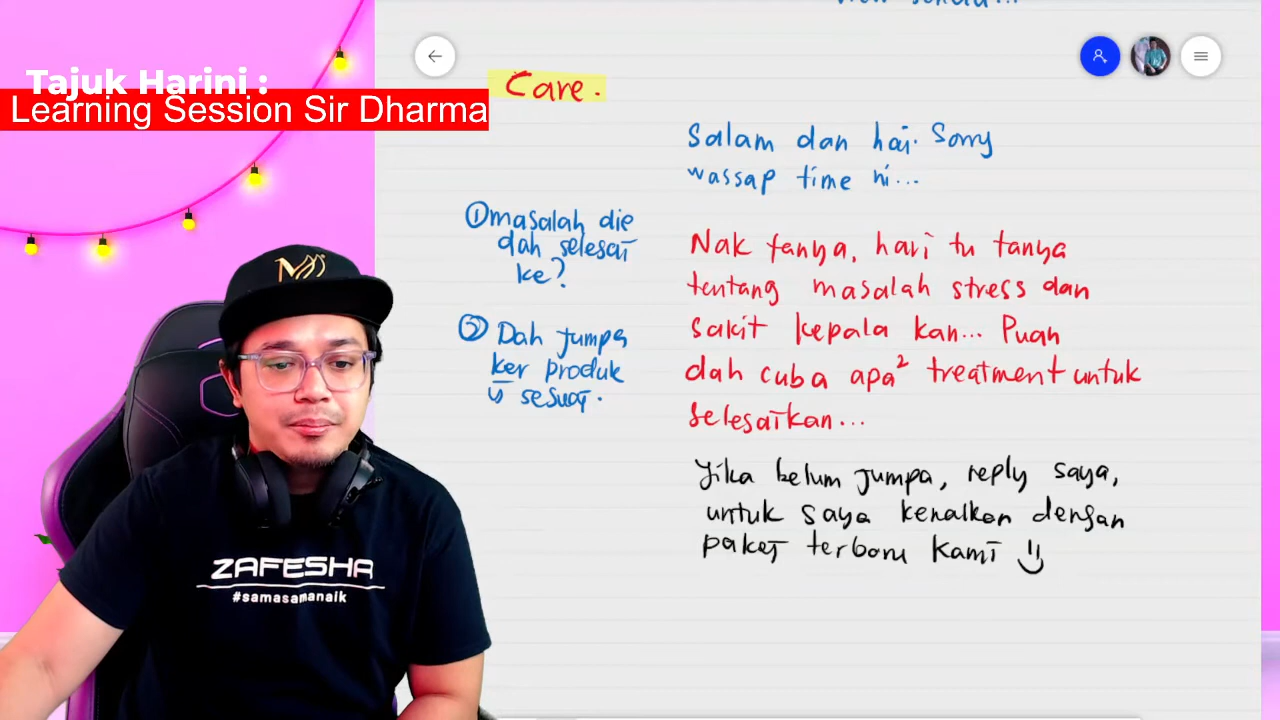 Tajuk Harini :
Learning Session Sir Dharma
Care.
Salam dan hai. Sorry
wassap time ni...
① masalah die
dah selesai
ke?
② Dah jumpa
ker produk
yg sesuai.
Nak tanya, hari tu tanya
tentang masalah stress dan
sakit kepala kan... Puan
dah cuba apa² treatment untuk
selesaikan...
Jika belum jumpa, reply saya,
untuk saya kenalkan dengan
paket terbaru kami
ZAFESHA
#samasamanaik